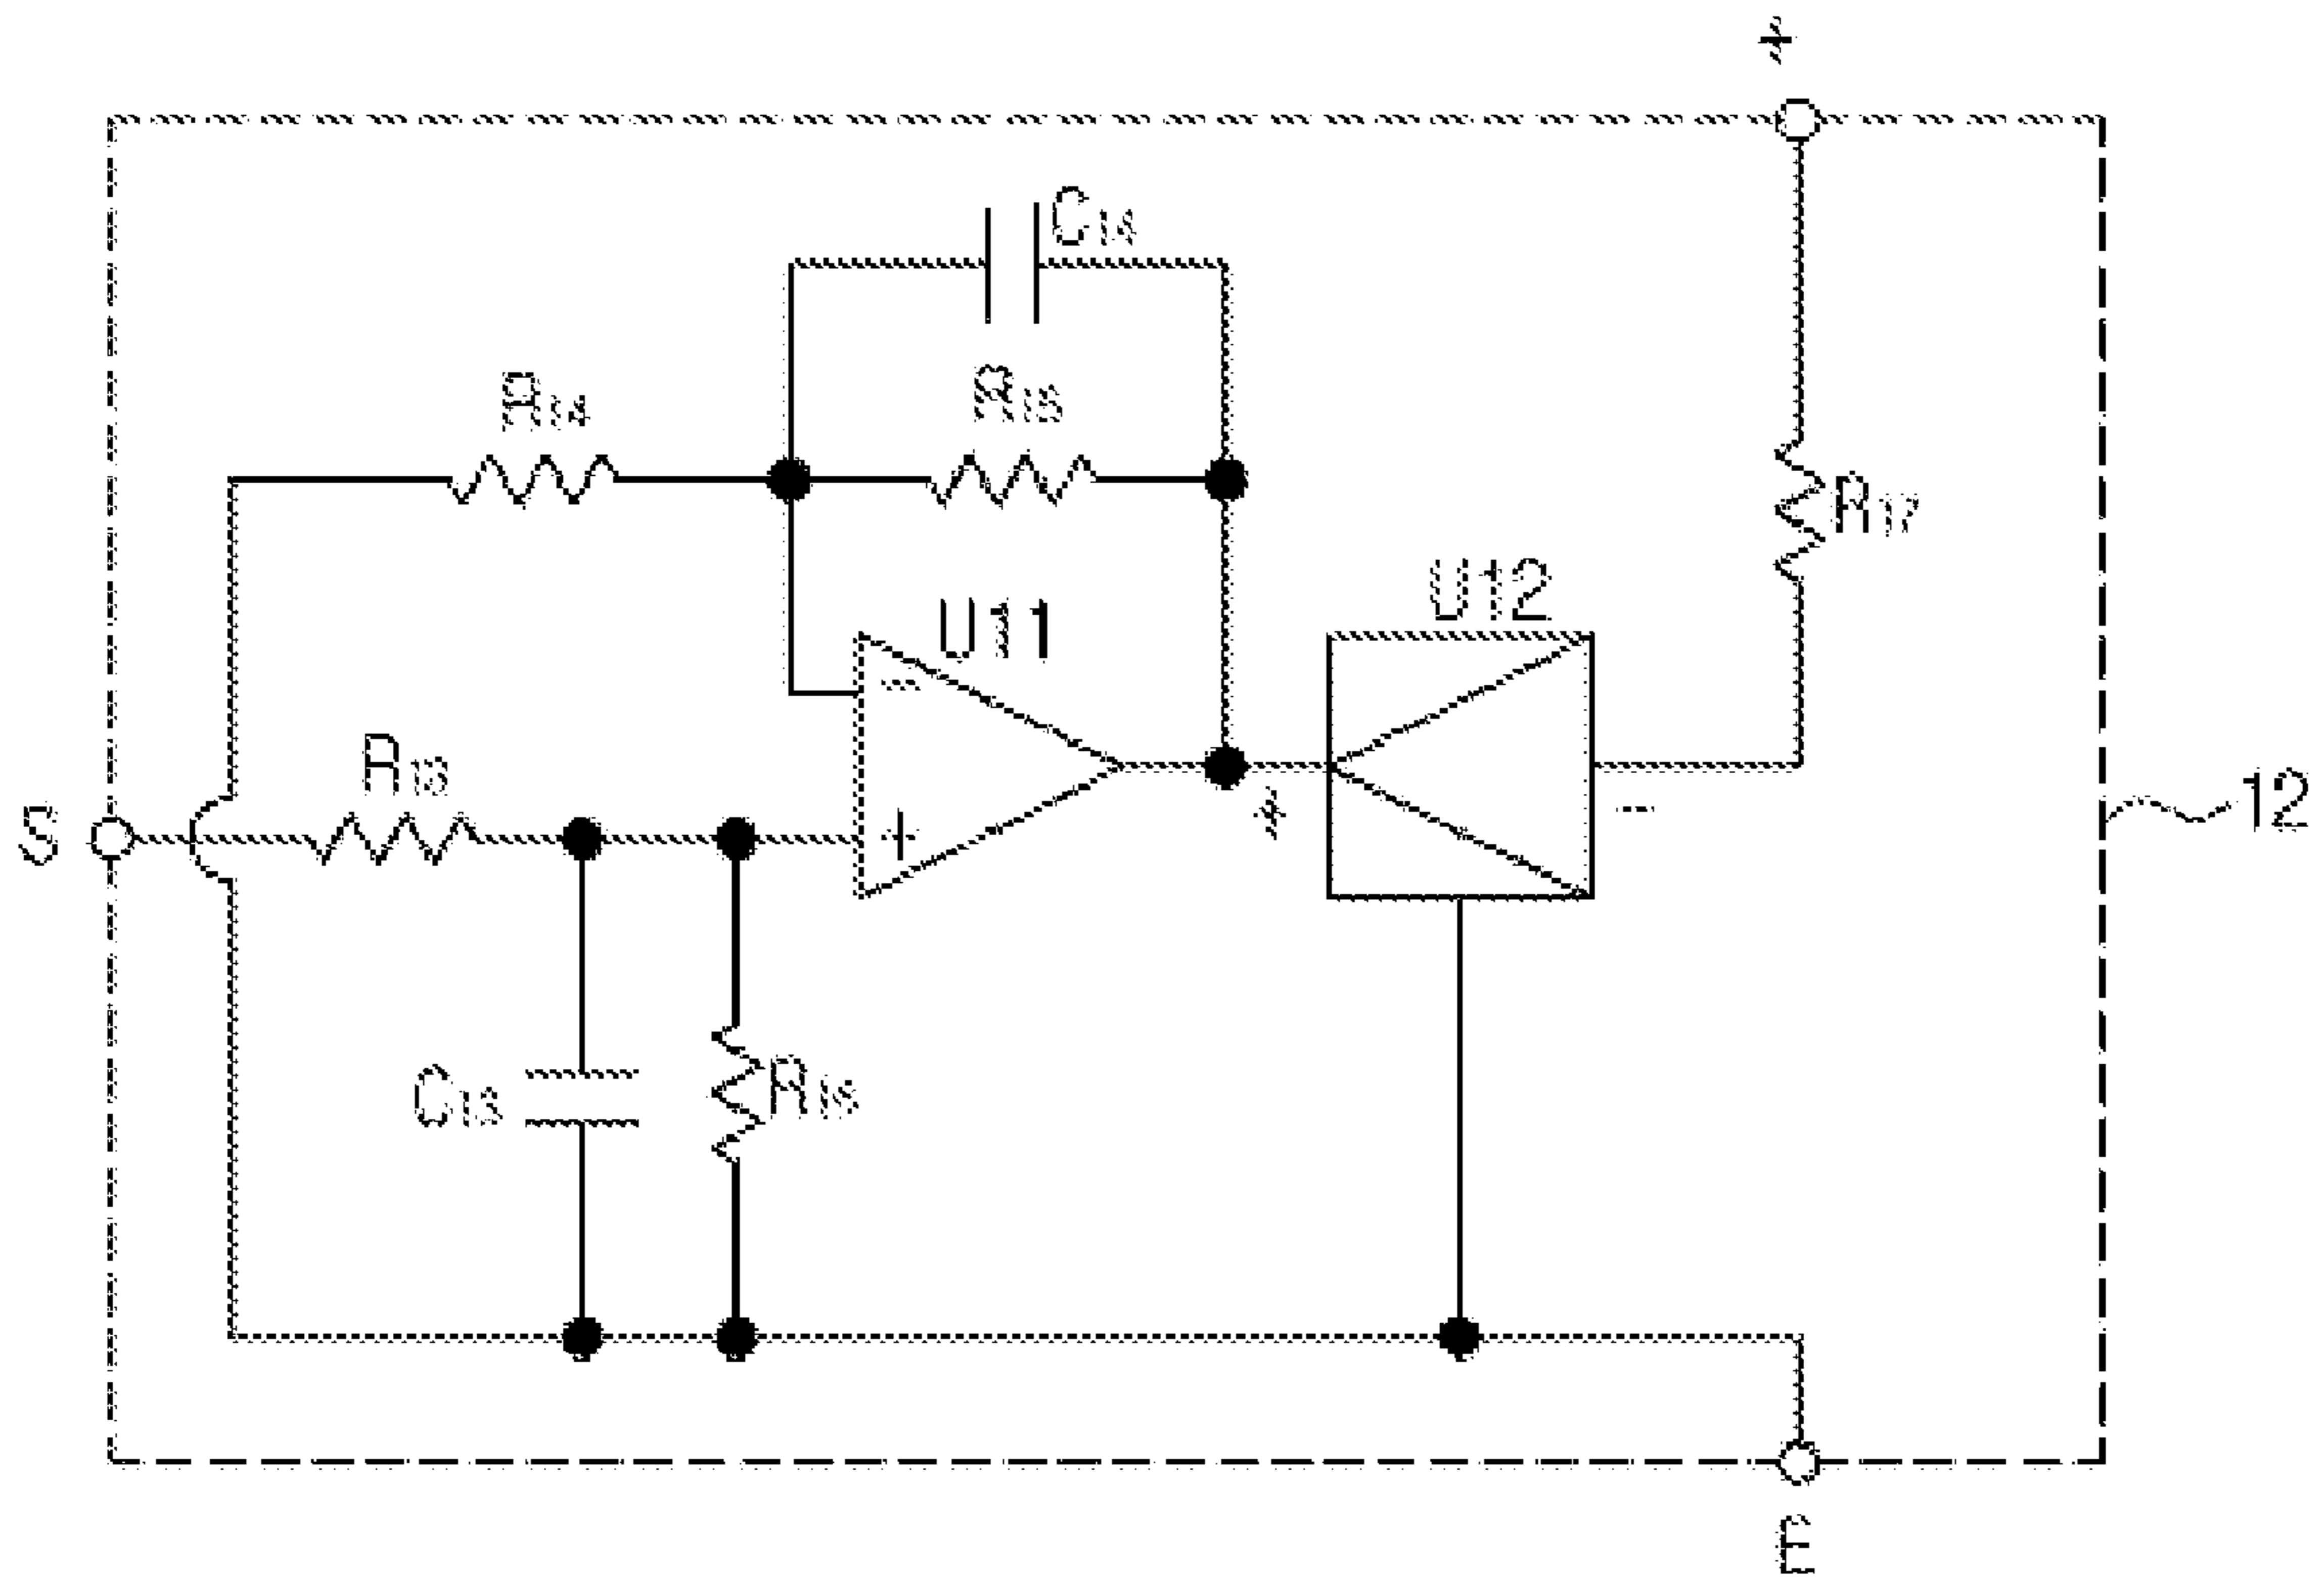 +
C₁₄
R₁₄
R₁₅
R₁₇
U11
U12
−
R₁₃
S
+
+
−
12
C₁₃
R₁₆
E